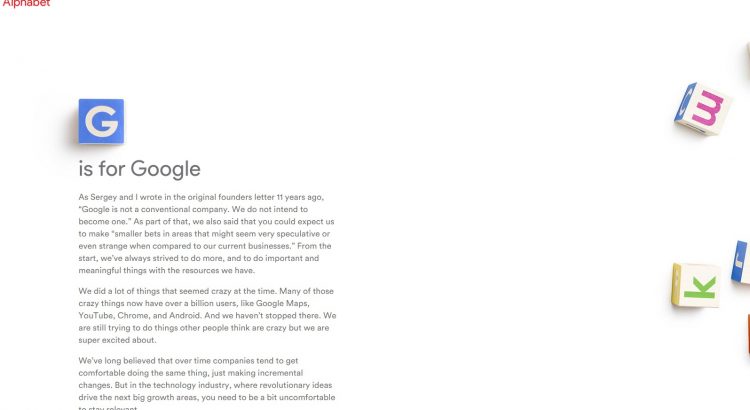 Alphabet
G
is for Google
As Sergey and I wrote in the original founders letter 11 years ago,
“Google is not a conventional company. We do not intend to
become one.” As part of that, we also said that you could expect us
to make “smaller bets in areas that might seem very speculative or
even strange when compared to our current businesses.” From the
start, we’ve always strived to do more, and to do important and
meaningful things with the resources we have.
We did a lot of things that seemed crazy at the time. Many of those
crazy things now have over a billion users, like Google Maps,
YouTube, Chrome, and Android. And we haven’t stopped there. We
are still trying to do things other people think are crazy but we are
super excited about.
We’ve long believed that over time companies tend to get
comfortable doing the same thing, just making incremental
changes. But in the technology industry, where revolutionary ideas
drive the next big growth areas, you need to be a bit uncomfortable
to stay relevant.
m
k